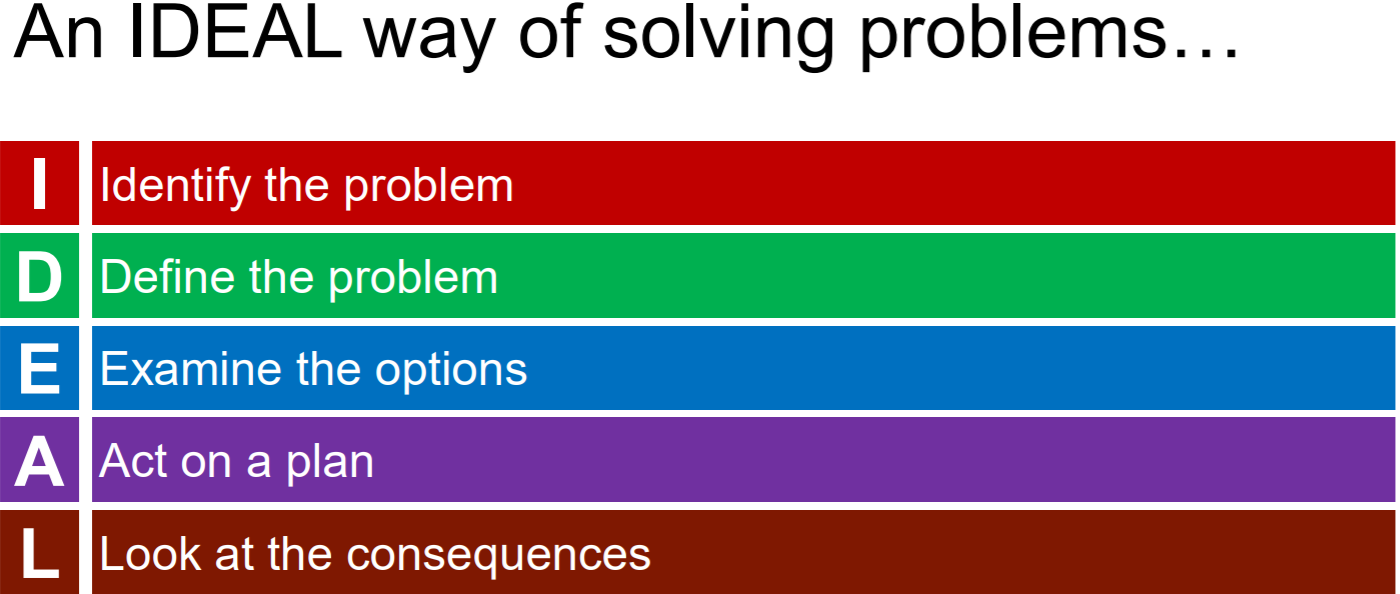 An IDEAL way of solving problems…
I Identify the problem
D Define the problem
E Examine the options
A Act on a plan
L Look at the consequences